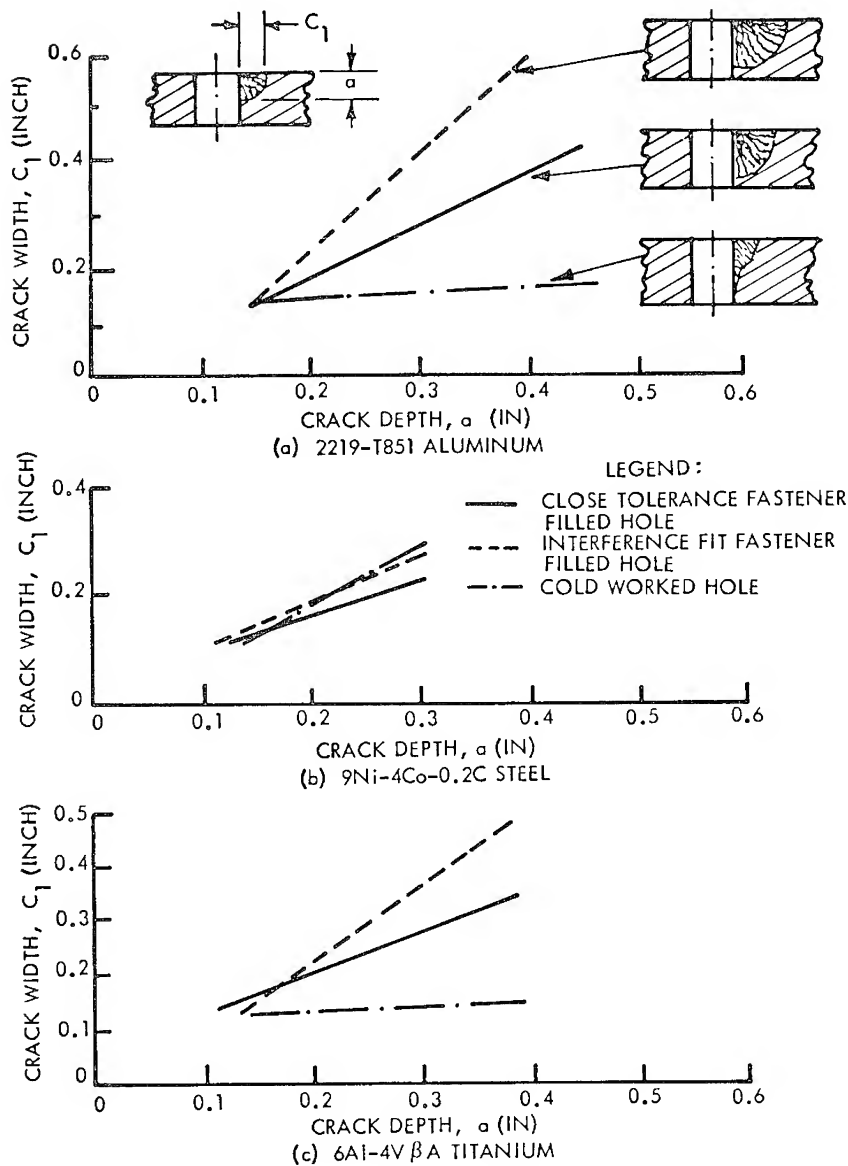 C1
a
CRACK WIDTH, C1 (INCH)
0.6
0.4
0.2
0
0 0.1 0.2 0.3 0.4 0.5 0.6
CRACK DEPTH, a (IN)
(a) 2219-T851 ALUMINUM
LEGEND:
CLOSE TOLERANCE FASTENER
FILLED HOLE
INTERFERENCE FIT FASTENER
FILLED HOLE
COLD WORKED HOLE
CRACK WIDTH, C1 (INCH)
0.4
0.2
0
0 0.1 0.2 0.3 0.4 0.5 0.6
CRACK DEPTH, a (IN)
(b) 9Ni-4Co-0.2C STEEL
CRACK WIDTH, C1 (INCH)
0.5
0.4
0.3
0.2
0.1
0
0 0.1 0.2 0.3 0.4 0.5 0.6
CRACK DEPTH, a (IN)
(c) 6Al-4V βA TITANIUM